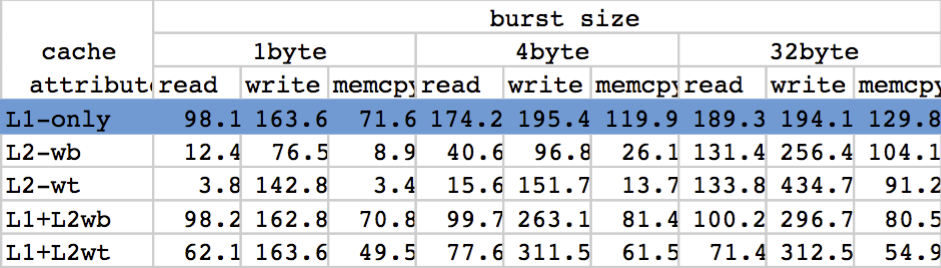 burst size
cache 1byte 4byte 32byte
attribut read write memcpy read write memcpy read write memcpy
L1-only 98.1 163.6 71.6 174.2 195.4 119.9 189.3 194.1 129.8
L2-wb 12.4 76.5 8.9 40.6 96.8 26.1 131.4 256.4 104.1
L2-wt 3.8 142.8 3.4 15.6 151.7 13.7 133.8 434.7 91.2
L1+L2wb 98.2 162.8 70.8 99.7 263.1 81.4 100.2 296.7 80.5
L1+L2wt 62.1 163.6 49.5 77.6 311.5 61.5 71.4 312.5 54.9